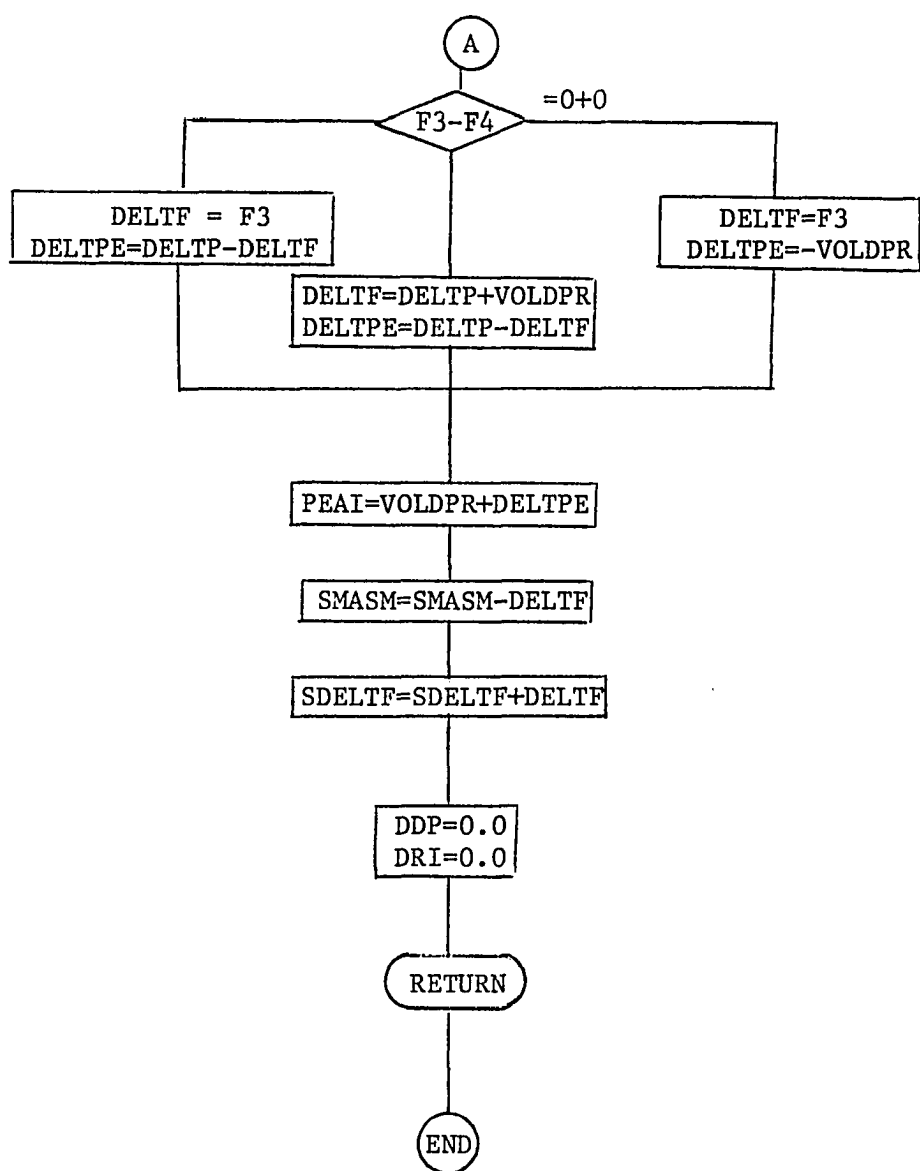 A
=0+0
F3-F4
DELTF = F3
DELTPE=DELTP-DELTF
DELTF=F3
DELTPE=-VOLDPR
DELTF=DELTP+VOLDPR
DELTPE=DELTP-DELTF
PEAI=VOLDPR+DELTPE
SMASM=SMASM-DELTF
SDELTF=SDELTF+DELTF
DDP=0.0
DRI=0.0
RETURN
END